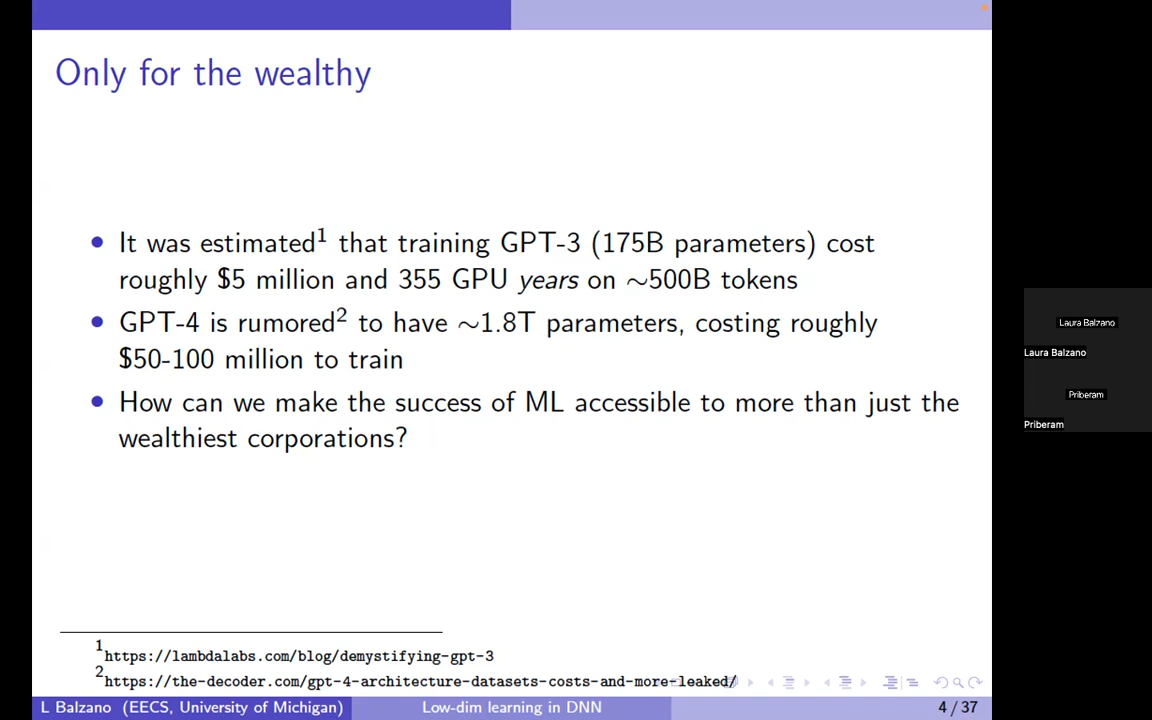 Only for the wealthy
• It was estimated¹ that training GPT-3 (175B parameters) cost
roughly $5 million and 355 GPU years on ~500B tokens
• GPT-4 is rumored² to have ~1.8T parameters, costing roughly
$50-100 million to train
• How can we make the success of ML accessible to more than just the
wealthiest corporations?
¹https://lambdalabs.com/blog/demystifying-gpt-3
²https://the-decoder.com/gpt-4-architecture-datasets-costs-and-more-leaked/
L Balzano (EECS, University of Michigan) Low-dim learning in DNN 4 / 37
Laura Balzano
Laura Balzano
Priberam
Priberam